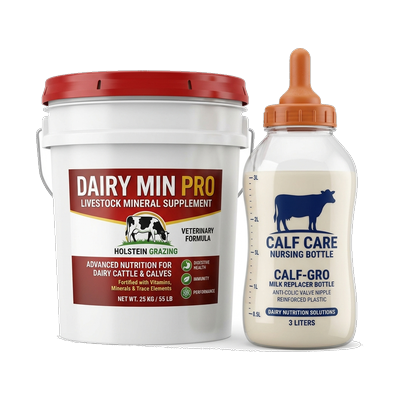 DAIRY MIN PRO
LIVESTOCK MINERAL SUPPLEMENT
VETERINARY
FORMULA
HOLSTEIN GRAZING
ADVANCED NUTRITION FOR
DAIRY CATTLE & CALVES
Fortified with Vitamins,
Minerals & Trace Elements
NET WT. 25 KG / 55 LB
DIGESTIVE
HEALTH
IMMUNITY
PERFORMANCE
3L
2L
1L
0.5L
CALF CARE
NURSING BOTTLE
CALF-GRO
MILK REPLACER BOTTLE
ANTI-COLIC VALVE NIPPLE
REINFORCED PLASTIC
DAIRY NUTRITION SOLUTIONS
3 LITERS